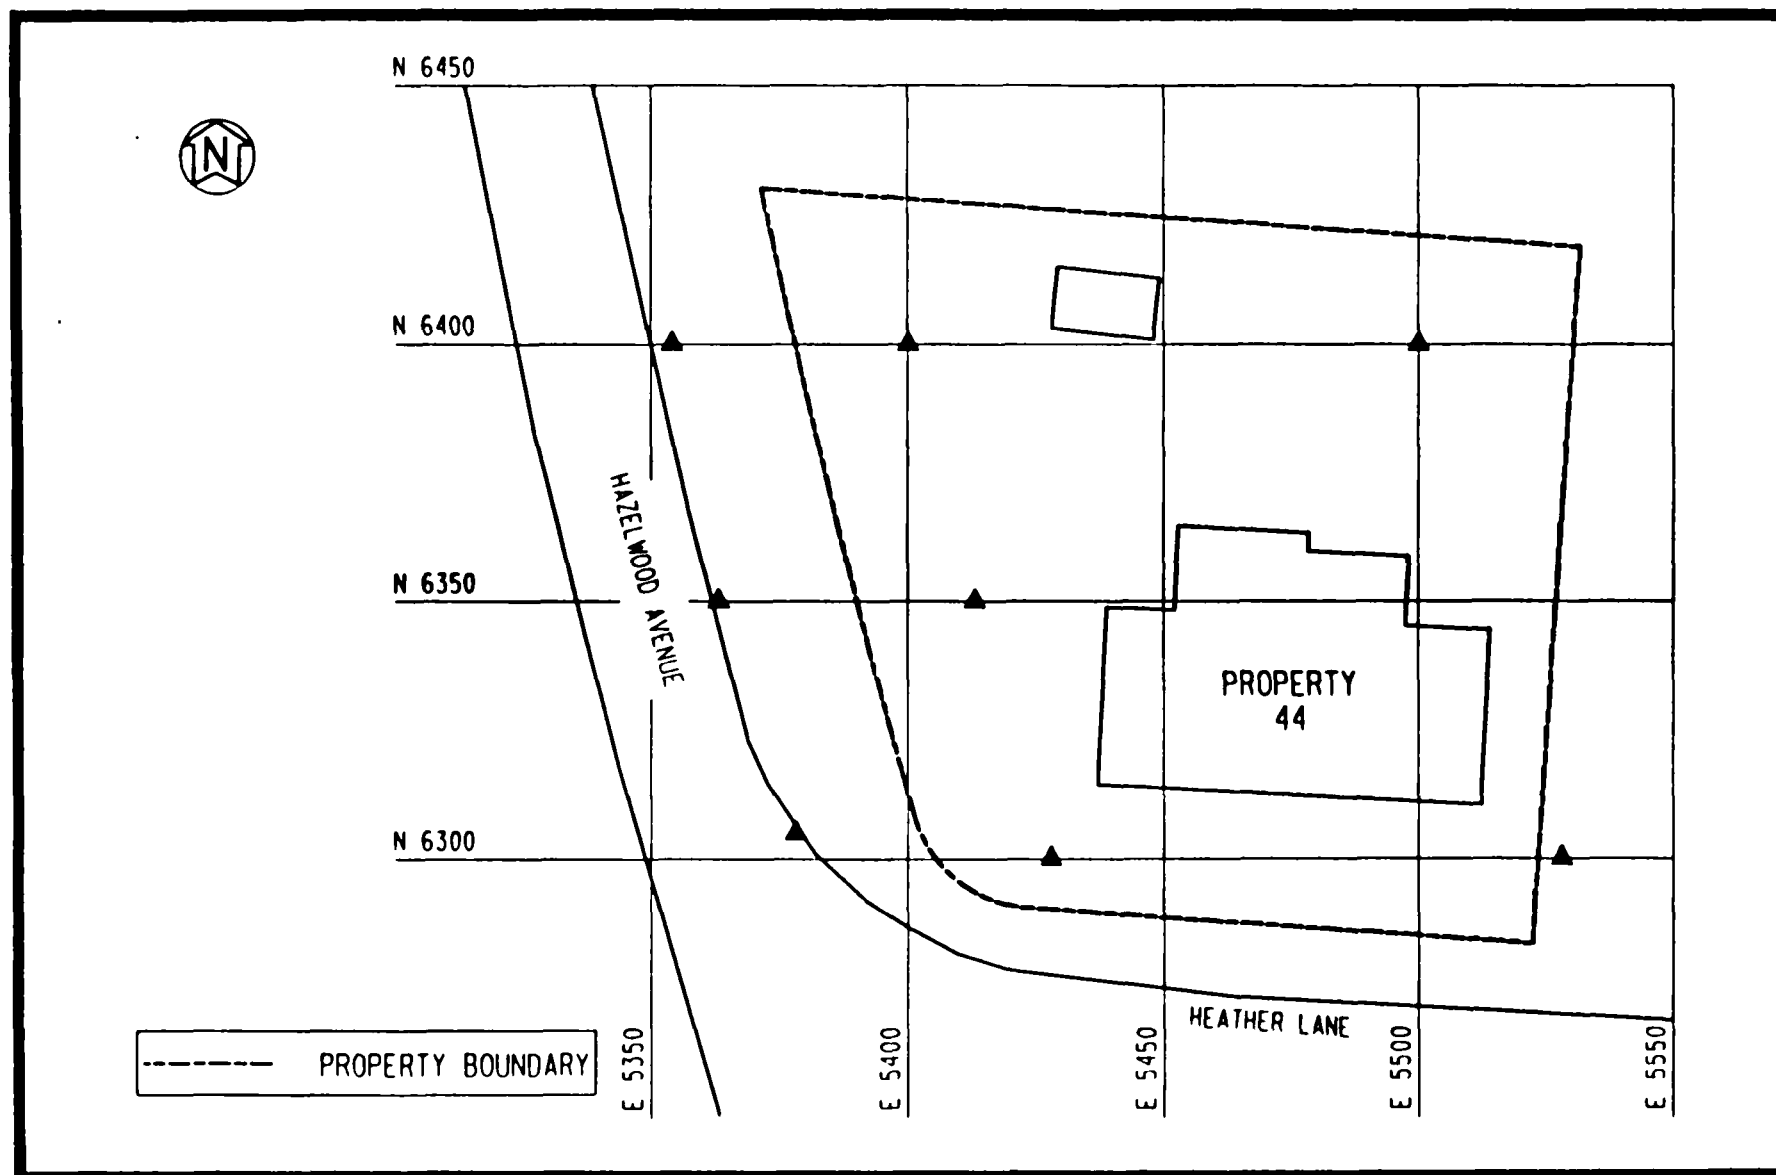 N 6450
N
N 6400
HAZELWOOD AVENUE
N 6350
PROPERTY
44
N 6300
HEATHER LANE
PROPERTY BOUNDARY
E 5350
E 5400
E 5450
E 5500
E 5550